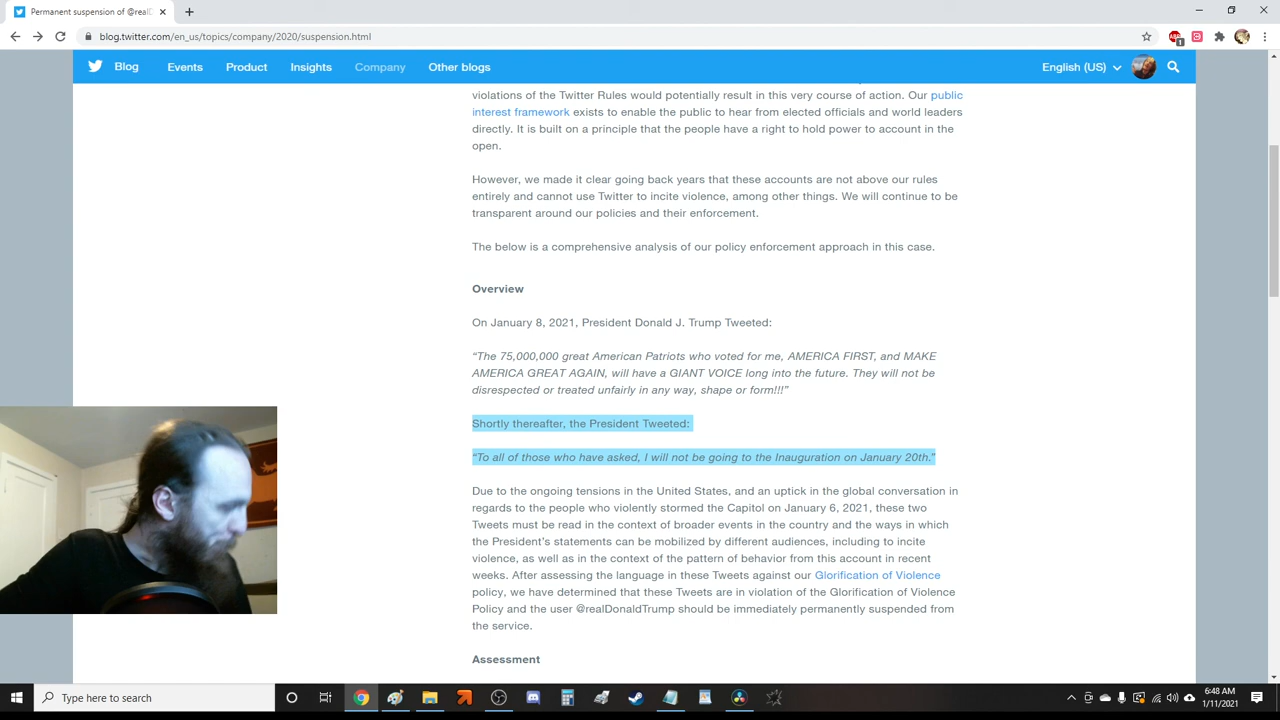 Permanent suspension of @realD
blog.twitter.com/en_us/topics/company/2020/suspension.html
1
Blog Events Product Insights Company Other blogs English (US)
violations of the Twitter Rules would potentially result in this very course of action. Our public
interest framework exists to enable the public to hear from elected officials and world leaders
directly. It is built on a principle that the people have a right to hold power to account in the
open.
However, we made it clear going back years that these accounts are not above our rules
entirely and cannot use Twitter to incite violence, among other things. We will continue to be
transparent around our policies and their enforcement.
The below is a comprehensive analysis of our policy enforcement approach in this case.
Overview
On January 8, 2021, President Donald J. Trump Tweeted:
“The 75,000,000 great American Patriots who voted for me, AMERICA FIRST, and MAKE
AMERICA GREAT AGAIN, will have a GIANT VOICE long into the future. They will not be
disrespected or treated unfairly in any way, shape or form!!!”
Shortly thereafter, the President Tweeted:
“To all of those who have asked, I will not be going to the Inauguration on January 20th.”
Due to the ongoing tensions in the United States, and an uptick in the global conversation in
regards to the people who violently stormed the Capitol on January 6, 2021, these two
Tweets must be read in the context of broader events in the country and the ways in which
the President’s statements can be mobilized by different audiences, including to incite
violence, as well as in the context of the pattern of behavior from this account in recent
weeks. After assessing the language in these Tweets against our Glorification of Violence
policy, we have determined that these Tweets are in violation of the Glorification of Violence
Policy and the user @realDonaldTrump should be immediately permanently suspended from
the service.
Assessment
Type here to search
6:48 AM
1/11/2021